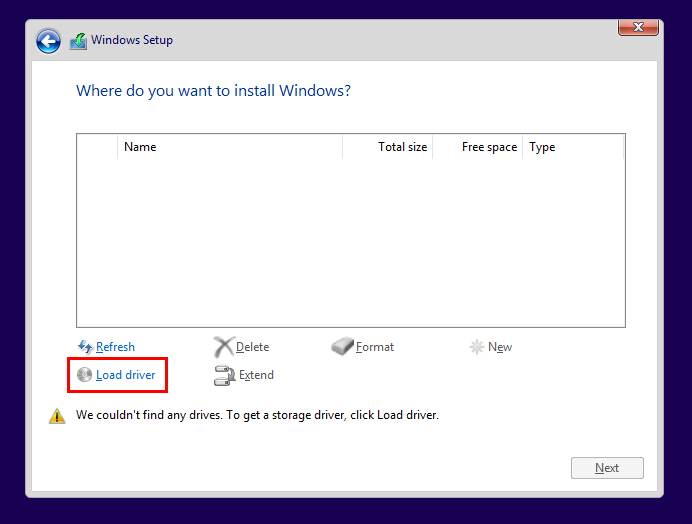 Windows Setup
Where do you want to install Windows?
Name Total size Free space Type
Refresh Delete Format New
Load driver Extend
We couldn't find any drives. To get a storage driver, click Load driver.
Next